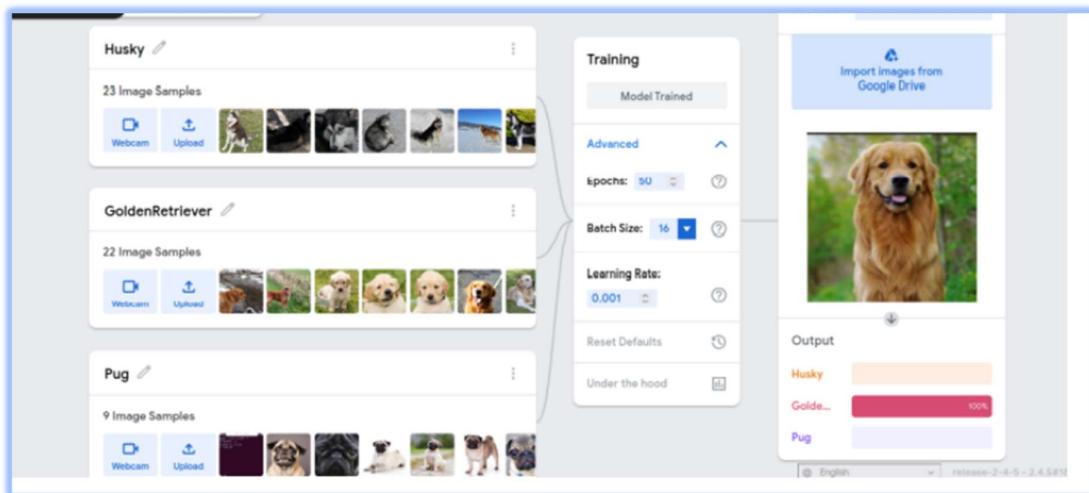 Husky
23 Image Samples
Webcam
Upload
GoldenRetriever
22 Image Samples
Webcam
Upload
Pug
9 Image Samples
Webcam
Upload
Training
Model Trained
Advanced
Epochs: 50
Batch Size: 16
Learning Rate:
0.001
Reset Defaults
Under the hood
Import images from
Google Drive
Output
Husky
Golde...
100%
Pug
English